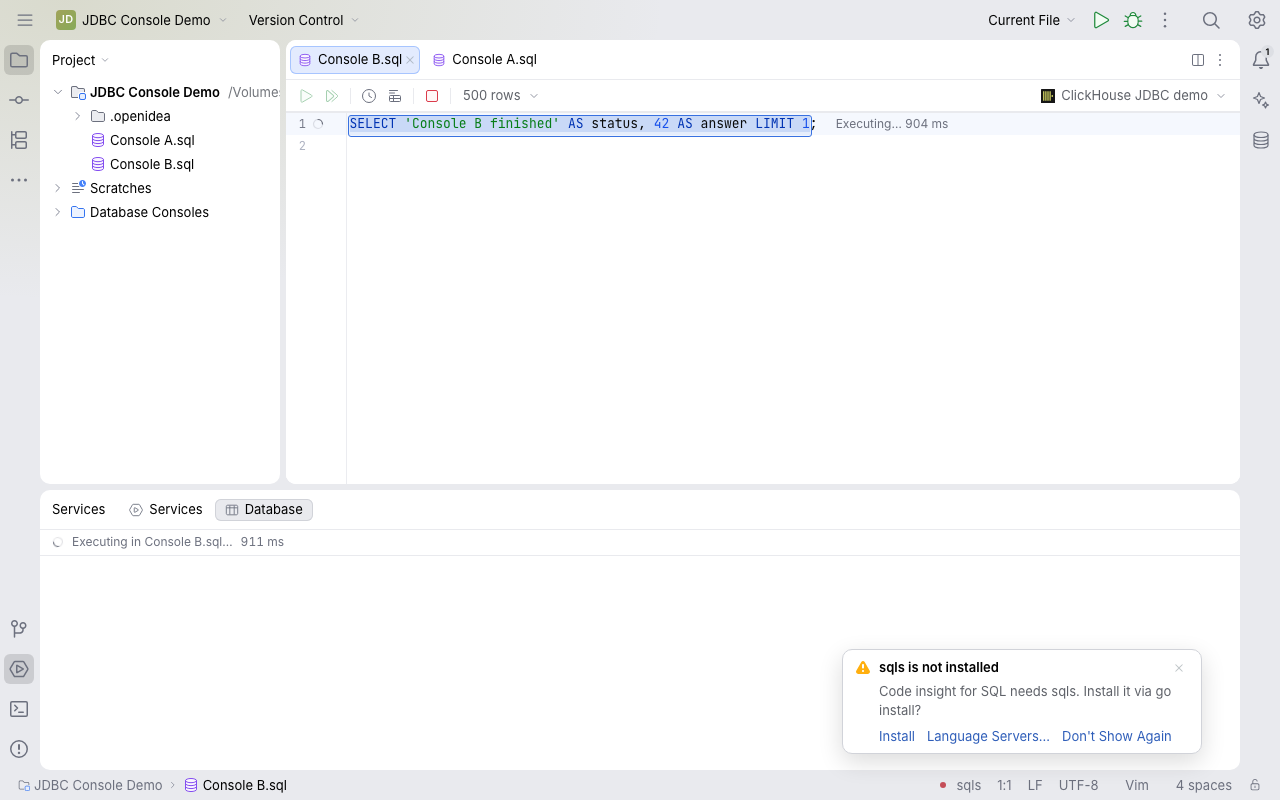 JD JDBC Console Demo Version Control Current File
Project
JDBC Console Demo /Volume
.openidea
Console A.sql
Console B.sql
Scratches
Database Consoles
Console B.sql Console A.sql
500 rows ClickHouse JDBC demo
1 SELECT 'Console B finished' AS status, 42 AS answer LIMIT 1; Executing... 904 ms
2
1
Services Services Database
Executing in Console B.sql... 911 ms
sqls is not installed
Code insight for SQL needs sqls. Install it via go
install?
Install Language Servers... Don't Show Again
JDBC Console Demo Console B.sql sqls 1:1 LF UTF-8 Vim 4 spaces